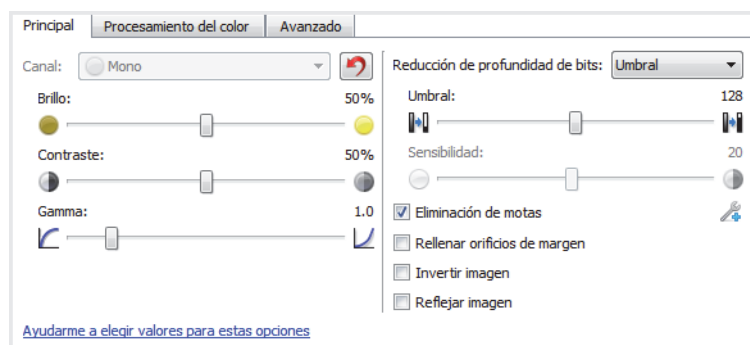 Principal
Procesamiento del color
Avanzado
Canal:
Mono
Brillo:
50%
Contraste:
50%
Gamma:
1.0
Ayudarme a elegir valores para estas opciones
Reducción de profundidad de bits:
Umbral
Umbral:
128
Sensibilidad:
20
Eliminación de motas
Rellenar orificios de margen
Invertir imagen
Reflejar imagen